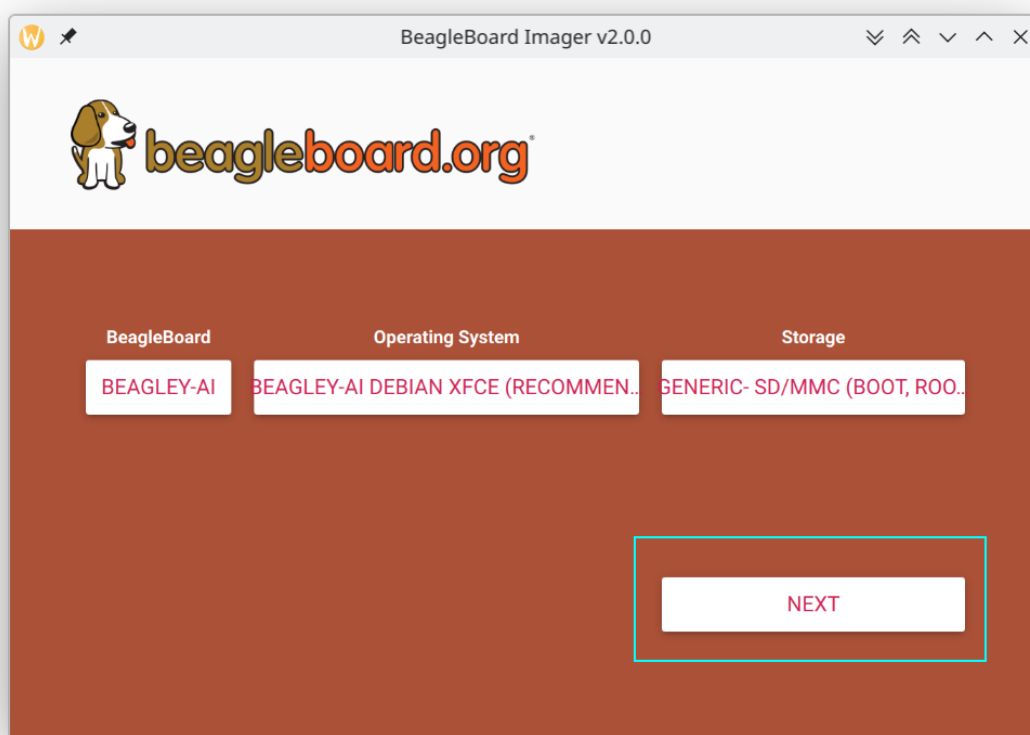 BeagleBoard Imager v2.0.0
beagleboard.org®
BeagleBoard Operating System Storage
BEAGLEY-AI BEAGLEY-AI DEBIAN XFCE (RECOMMEN... GENERIC- SD/MMC (BOOT, ROO...
NEXT